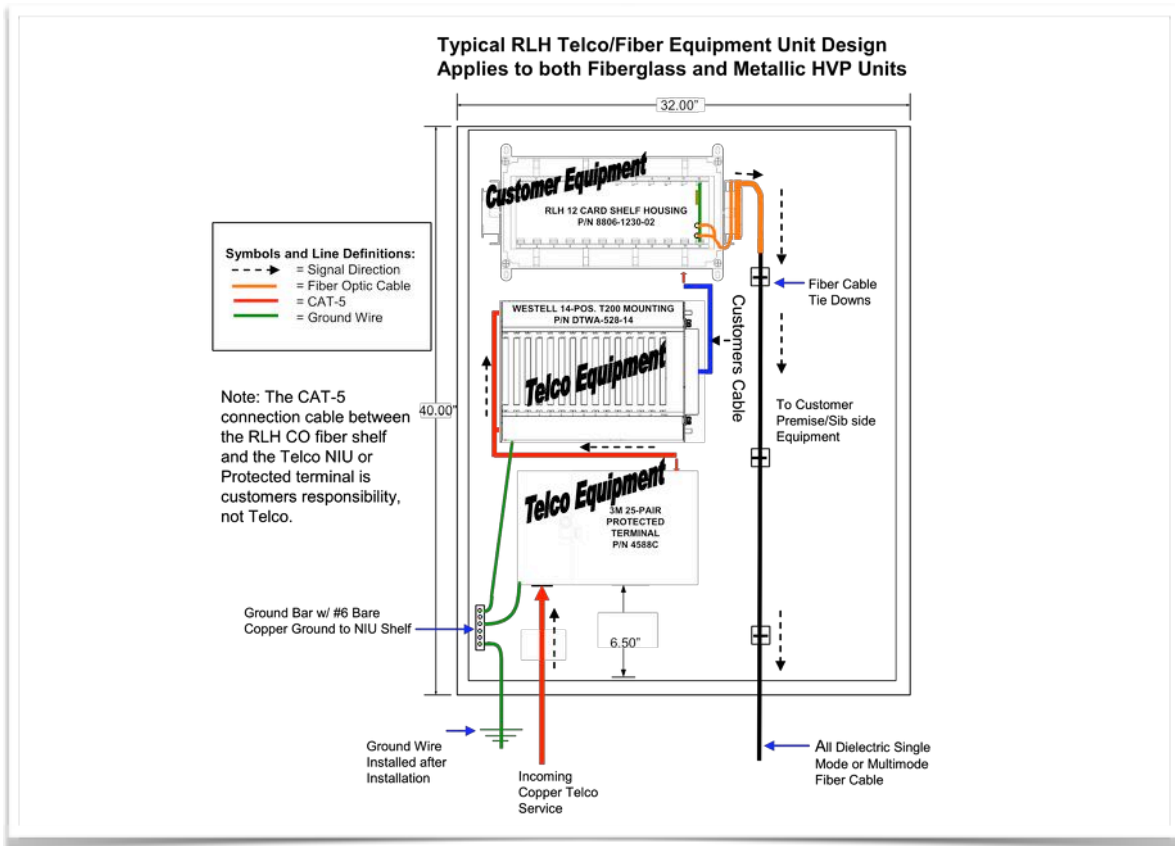 Typical RLH Telco/Fiber Equipment Unit Design
Applies to both Fiberglass and Metallic HVP Units
32.00"
Customer Equipment
RLH 12 CARD SHELF HOUSING
P/N 8806-1230-02
Symbols and Line Definitions:
= Signal Direction
= Fiber Optic Cable
= CAT-5
= Ground Wire
Fiber Cable
Tie Downs
Customers Cable
WESTELL 14-POS. T200 MOUNTING
P/N DTWA-528-14
Telco Equipment
Note: The CAT-5
connection cable between
the RLH CO fiber shelf
and the Telco NIU or
Protected terminal is
customers responsibility,
not Telco.
40.00"
To Customer
Premise/Sib side
Equipment
Telco Equipment
3M 25-PAIR
PROTECTED
TERMINAL
P/N 4588C
Ground Bar w/ #6 Bare
Copper Ground to NIU Shelf
6.50"
Ground Wire
Installed after
Installation
Incoming
Copper Telco
Service
All Dielectric Single
Mode or Multimode
Fiber Cable